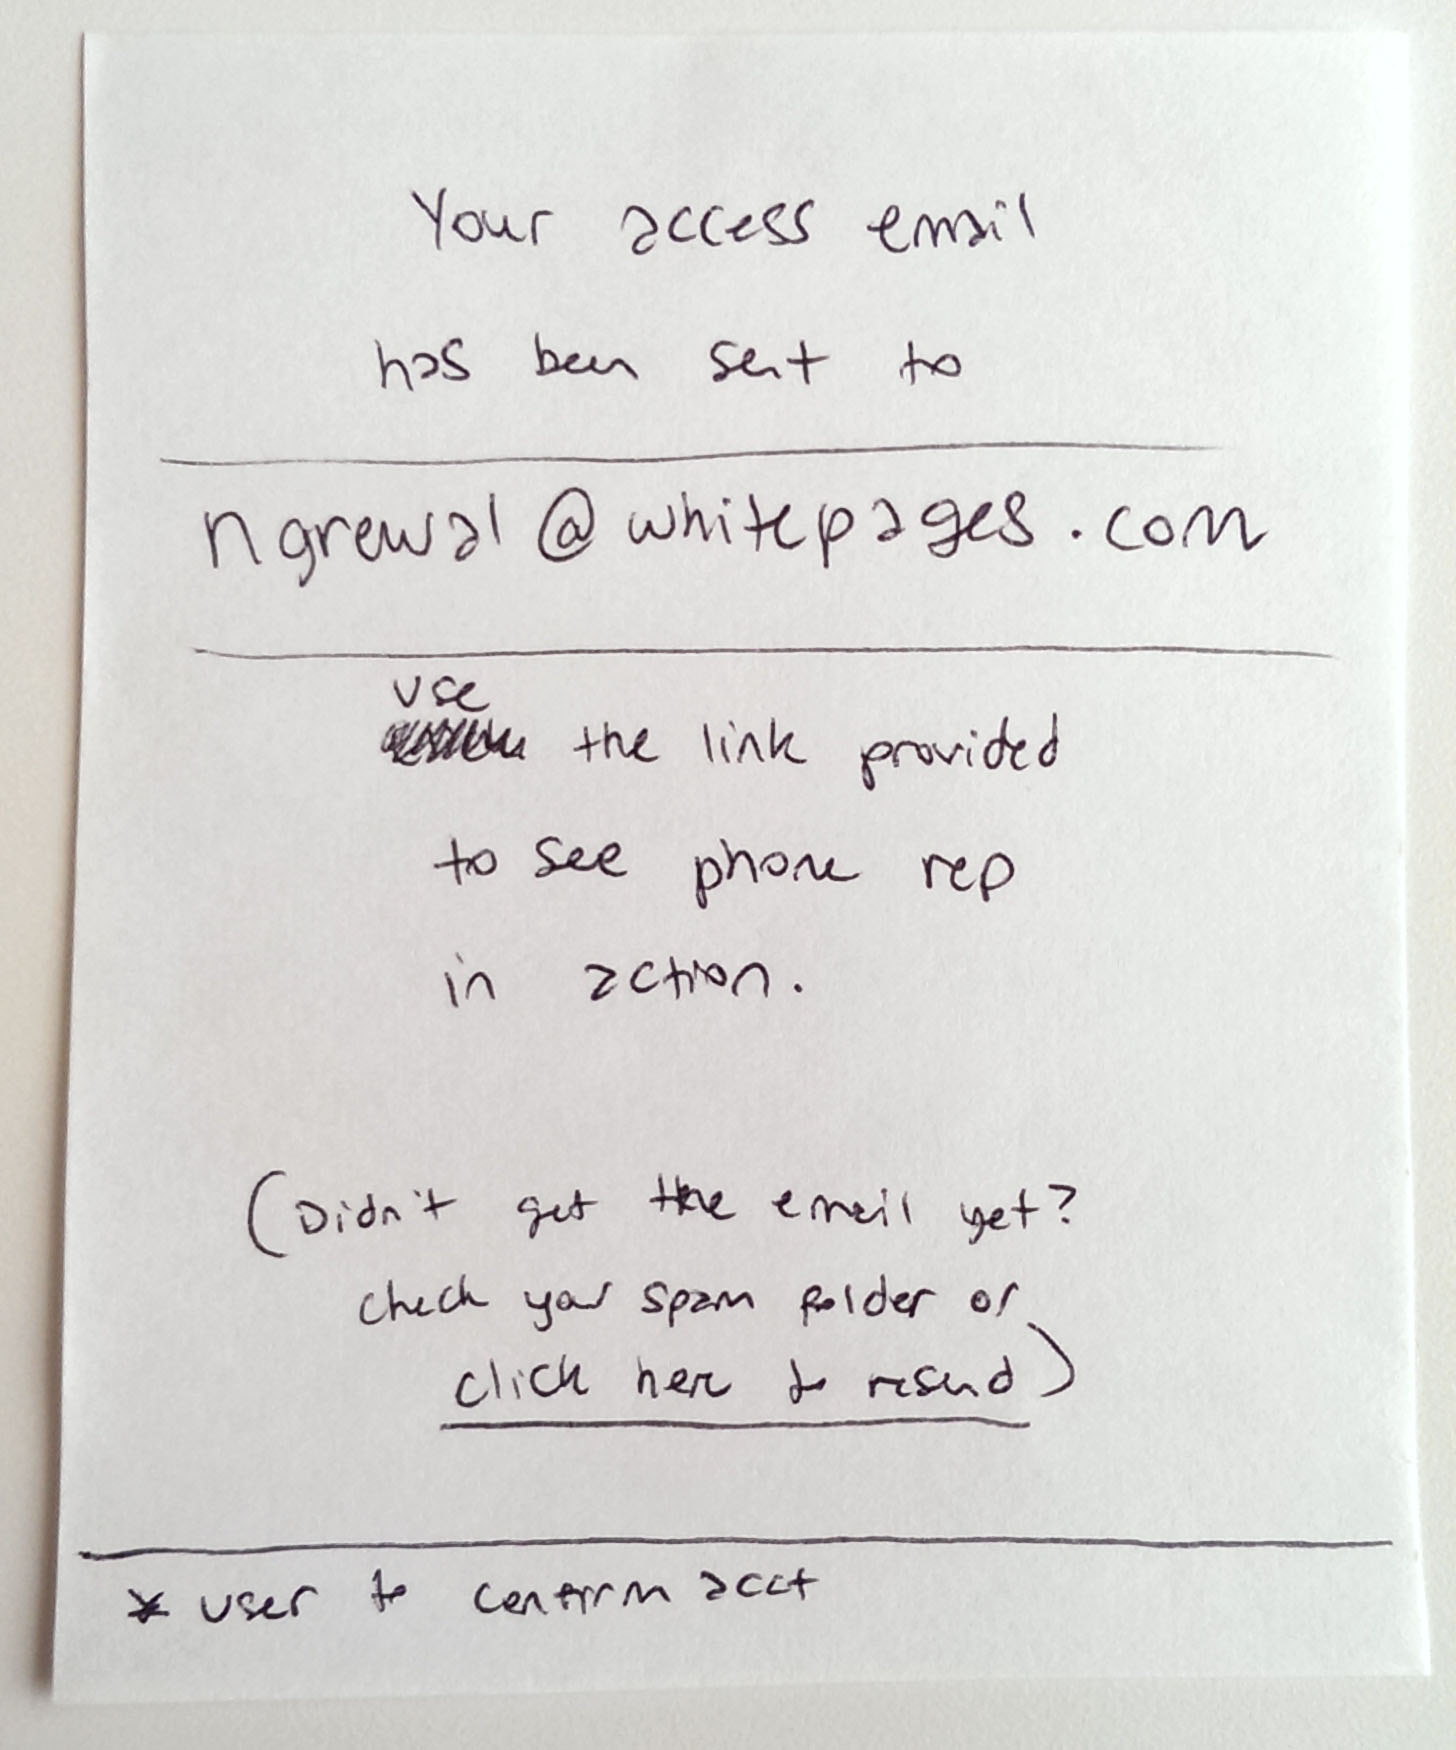 Your access email
has been sent to
ngrewal@whitepages.com
use
the link provided
to see phone rep
in action.
(Didn't get the email yet?
check your spam folder or
click here to resend)
* user to confirm acct